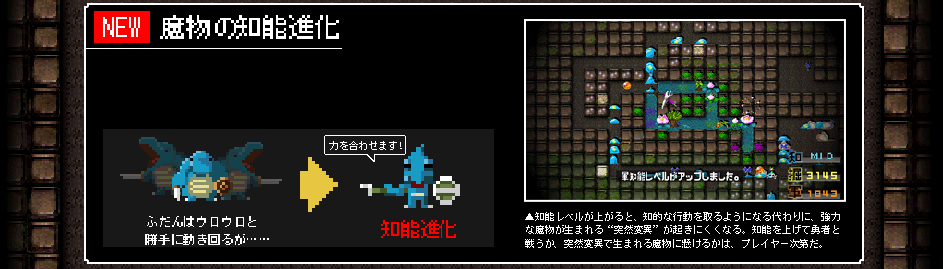 NEW 魔物の知能進化
力を合わせます!
ふだんはウロウロと
勝手に動き回るが……
知能進化
軍知能レベルがアップしました。
知 MID
掘 3145
▲知能レベルが上がると、知的な行動を取るようになる代わりに、強力
な魔物が生まれる“突然変異”が起きにくくなる。知能を上げて勇者と
戦うか、突然変異で生まれる魔物に懸けるかは、プレイヤー次第だ。